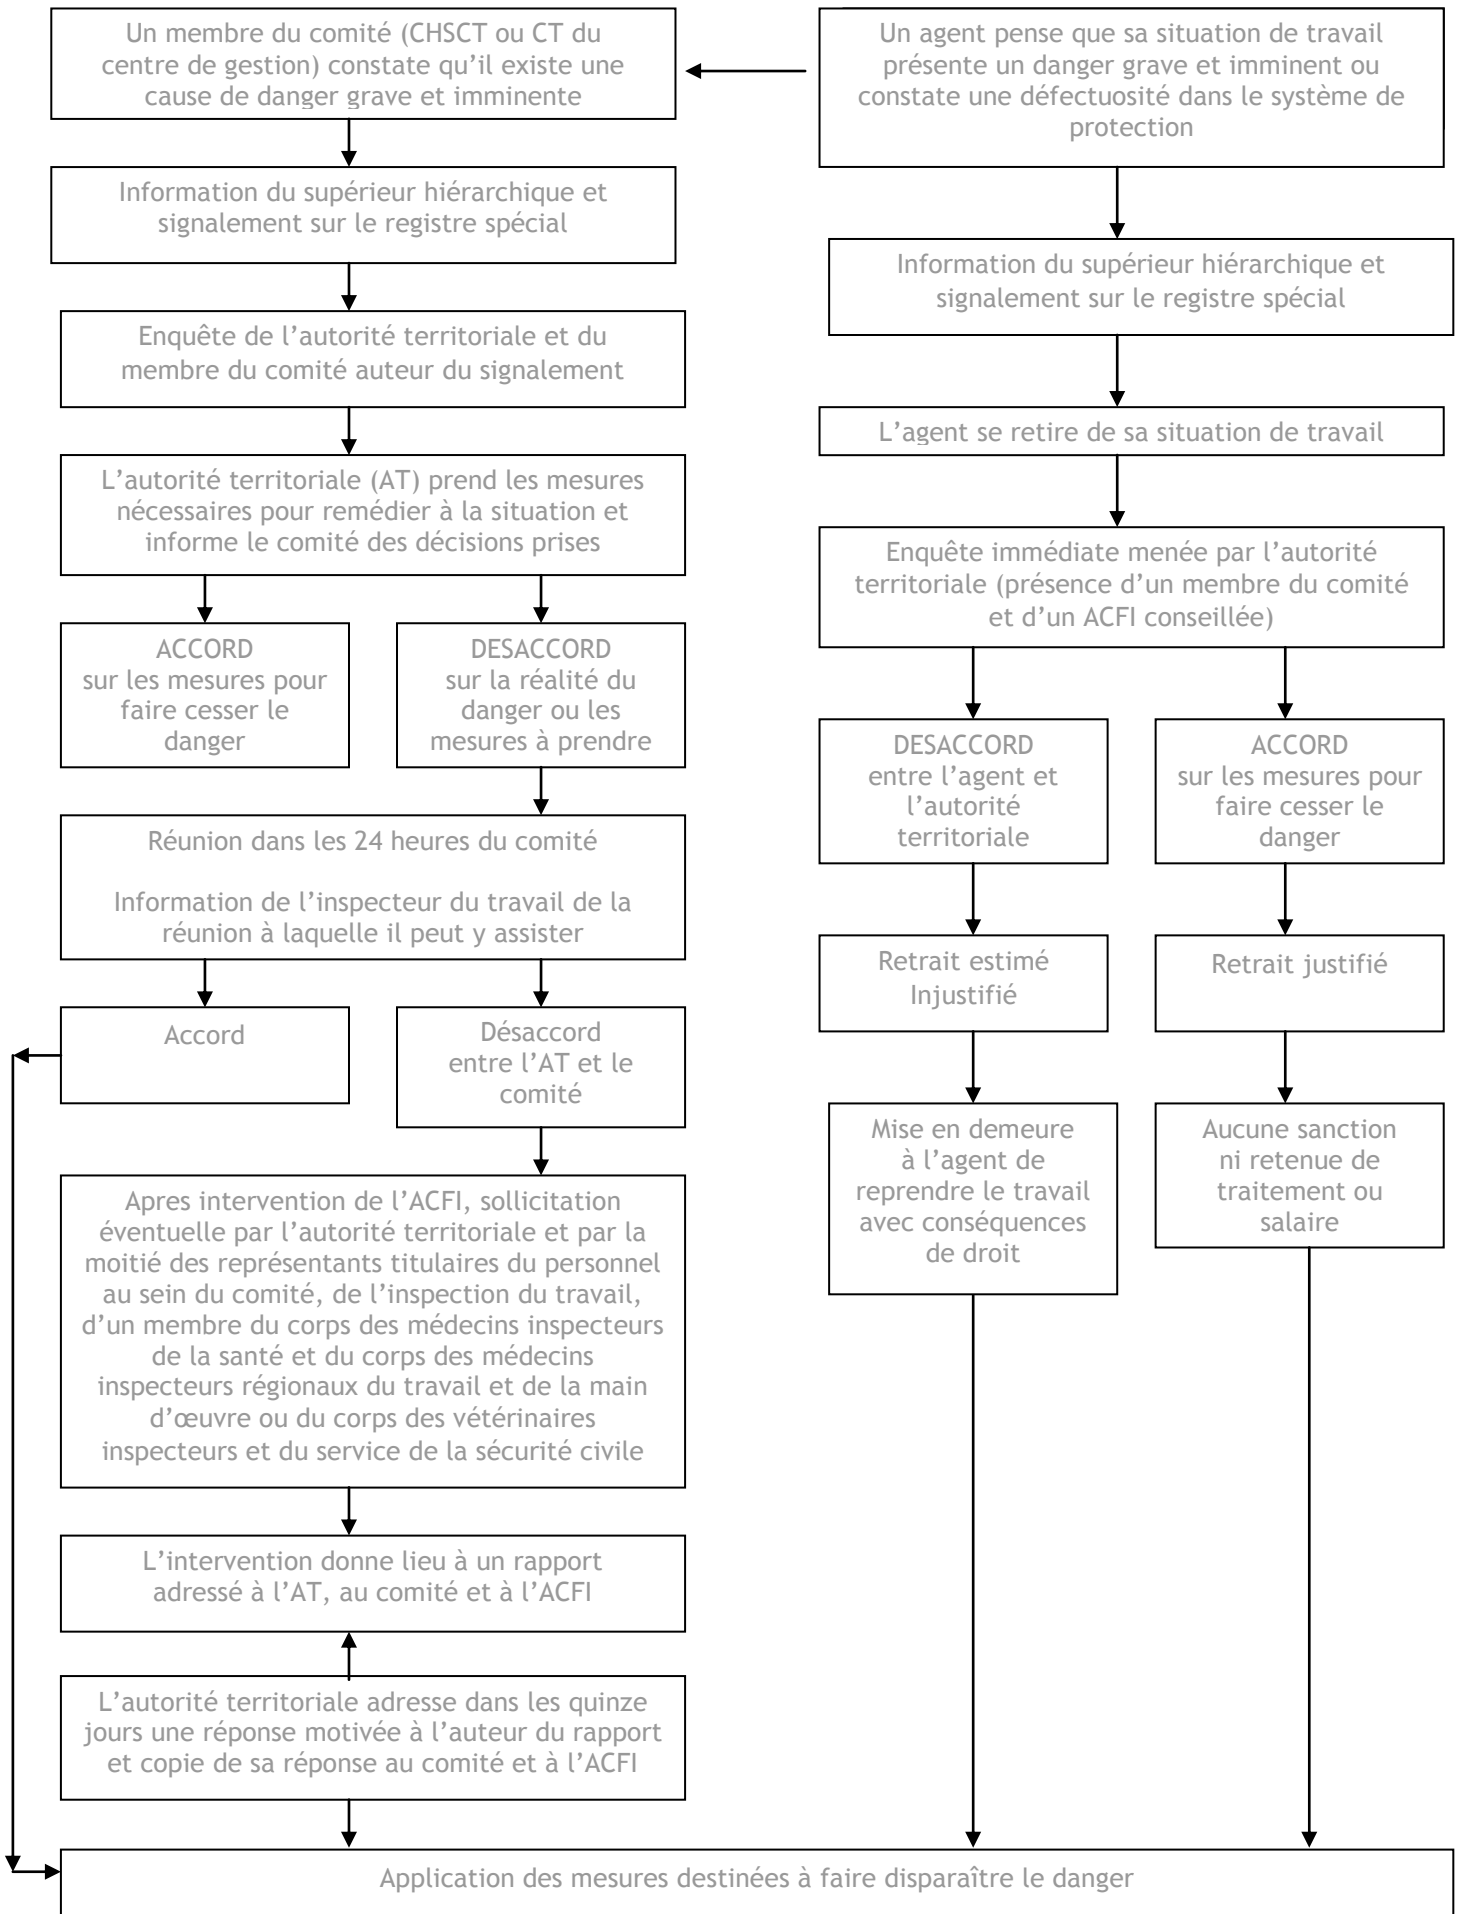 Un membre du comité (CHSCT ou CT du
centre de gestion) constate qu’il existe une
cause de danger grave et imminente
Information du supérieur hiérarchique et
signalement sur le registre spécial
Enquête de l’autorité territoriale et du
membre du comité auteur du signalement
L’autorité territoriale (AT) prend les mesures
nécessaires pour remédier à la situation et
informe le comité des décisions prises
ACCORD
sur les mesures pour
faire cesser le
danger
DESACCORD
sur la réalité du
danger ou les
mesures à prendre
Réunion dans les 24 heures du comité
Information de l’inspecteur du travail de la
réunion à laquelle il peut y assister
Accord
Désaccord
entre l’AT et le
comité
Apres intervention de l’ACFI, sollicitation
éventuelle par l’autorité territoriale et par la
moitié des représentants titulaires du personnel
au sein du comité, de l’inspection du travail,
d’un membre du corps des médecins inspecteurs
de la santé et du corps des médecins
inspecteurs régionaux du travail et de la main
d’œuvre ou du corps des vétérinaires
inspecteurs et du service de la sécurité civile
L’intervention donne lieu à un rapport
adressé à l’AT, au comité et à l’ACFI
L’autorité territoriale adresse dans les quinze
jours une réponse motivée à l’auteur du rapport
et copie de sa réponse au comité et à l’ACFI
Un agent pense que sa situation de travail
présente un danger grave et imminent ou
constate une défectuosité dans le système de
protection
Information du supérieur hiérarchique et
signalement sur le registre spécial
L’agent se retire de sa situation de travail
Enquête immédiate menée par l’autorité
territoriale (présence d’un membre du comité
et d’un ACFI conseillée)
DESACCORD
entre l’agent et
l’autorité
territoriale
ACCORD
sur les mesures pour
faire cesser le
danger
Retrait estimé
Injustifié
Retrait justifié
Mise en demeure
à l’agent de
reprendre le travail
avec conséquences
de droit
Aucune sanction
ni retenue de
traitement ou
salaire
Application des mesures destinées à faire disparaître le danger